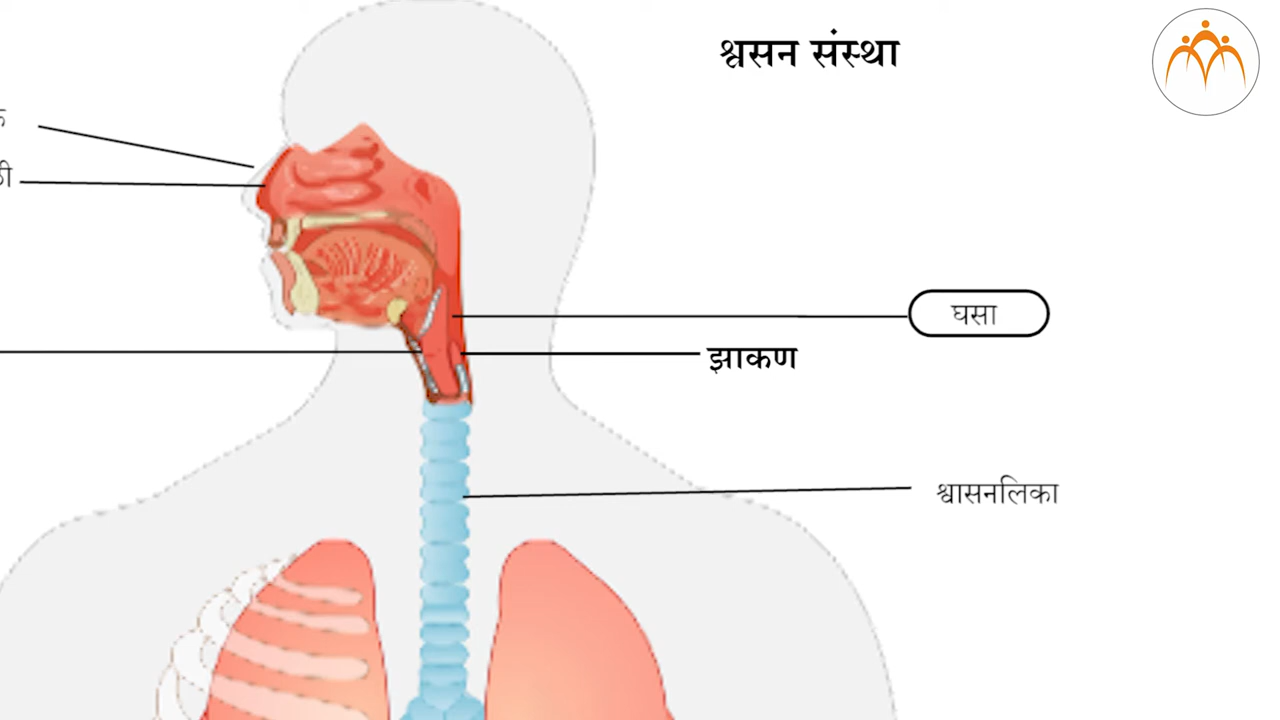 श्वसन संस्था
घसा
झाकण
श्वासनलिका